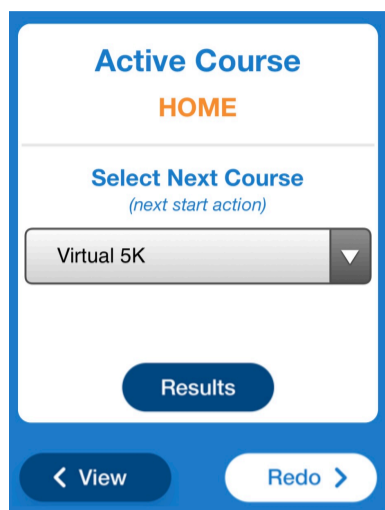 Active Course
HOME
Select Next Course
(next start action)
Virtual 5K
Results
View
Redo